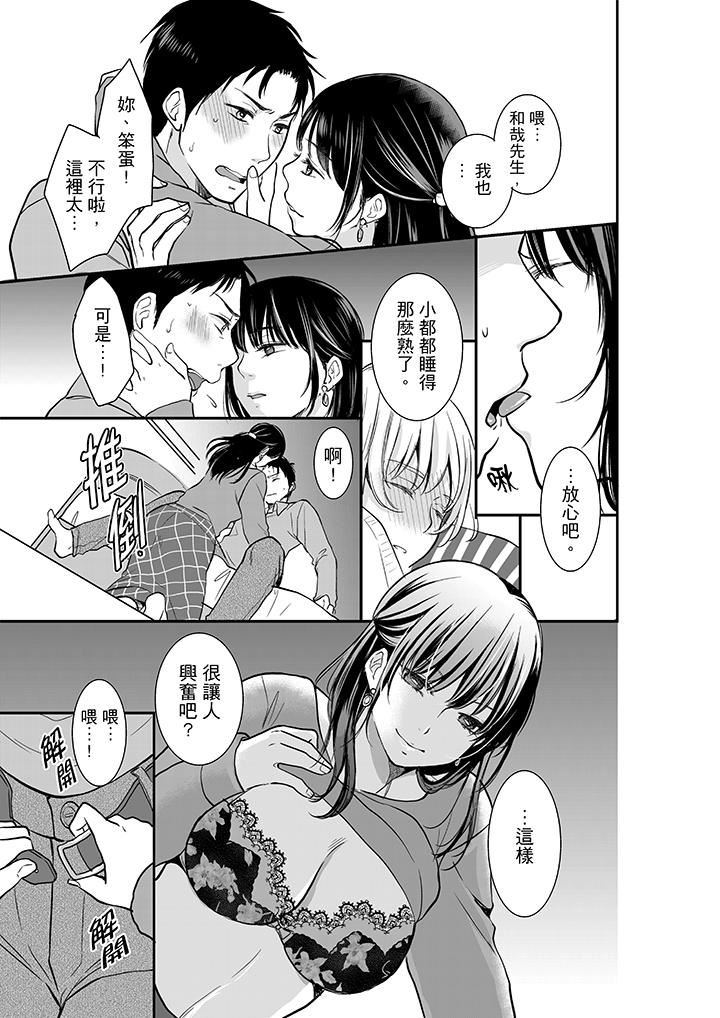 喂…
和哉先生，
我也
…
妳、笨蛋！
不行啦，
這裡太…
啾
…放心吧。
小都都睡得
那麼熟了。
可是…！
啊！
推倒！
…這樣
很讓人
興奮吧？
喂…
喂…！
解開
解開